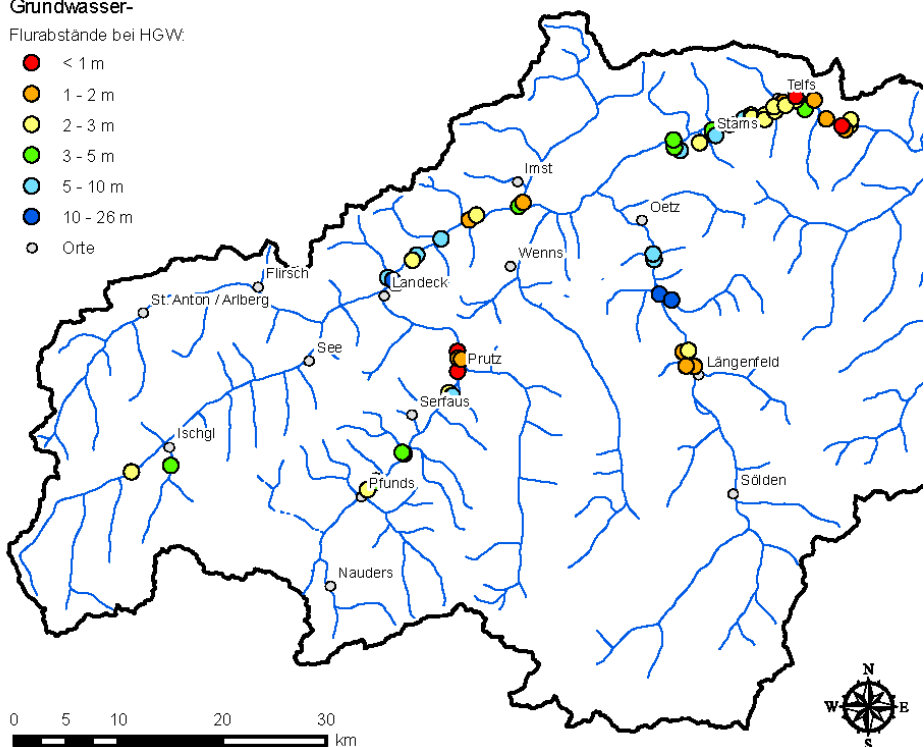 Grundwasser-
Flurabstände bei HGW:
< 1 m
1 - 2 m
2 - 3 m
3 - 5 m
5 - 10 m
10 - 26 m
Orte
Telfs
Stams
Imst
Oetz
Wenns
Flirsch
Landeck
St. Anton / Arlberg
See
Prutz
Längenfeld
Serfaus
Ischgl
Pfunds
Sölden
Nauders
N
W E
S
0 5 10 20 30
km